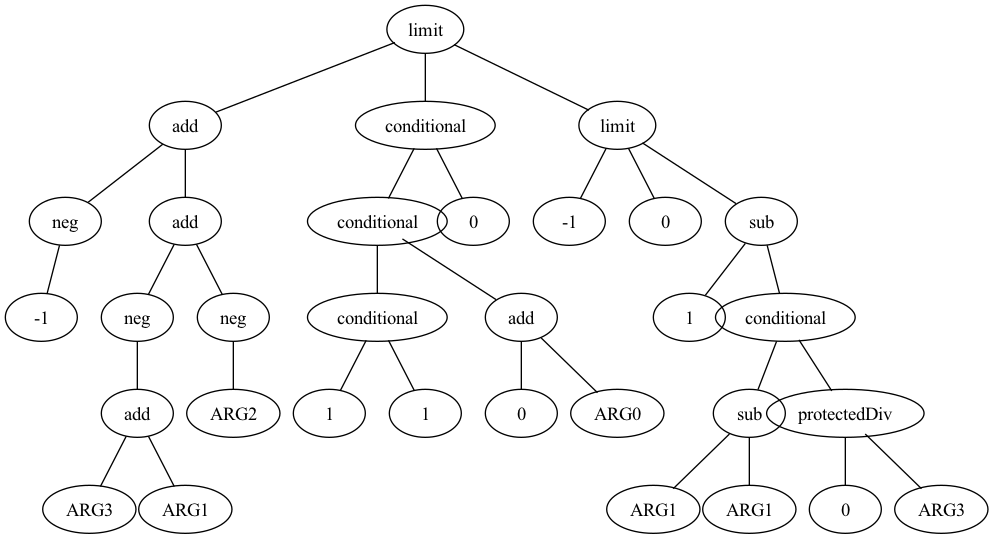 limit
add conditional limit
neg add conditional 0 -1 0 sub
-1 neg neg conditional add 1 conditional
add ARG2 1 1 0 ARG0 sub protectedDiv
ARG3 ARG1 ARG1 ARG1 0 ARG3